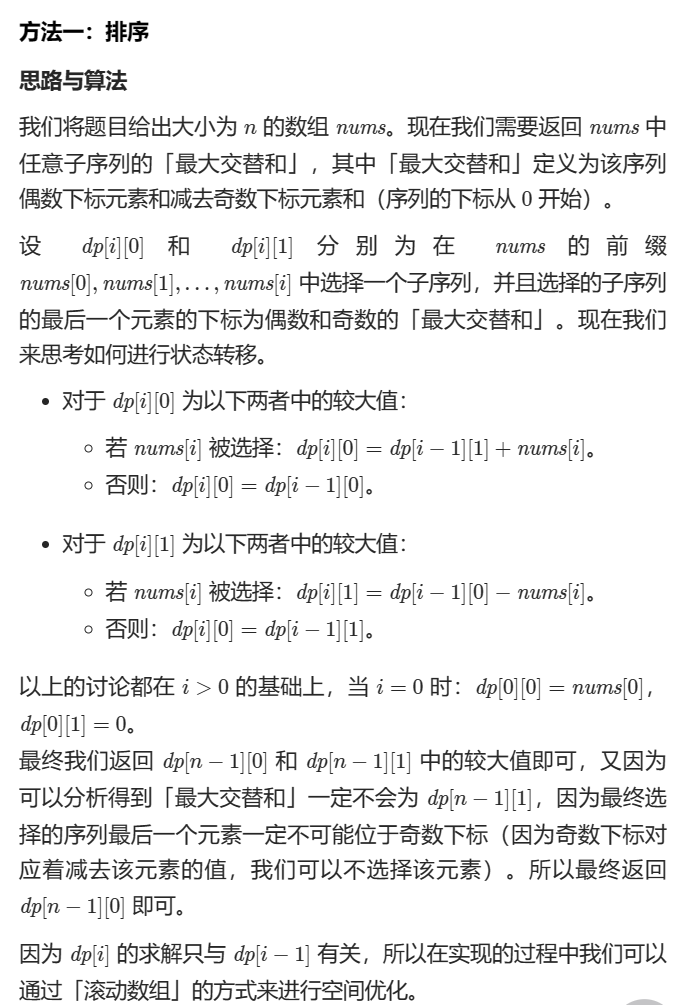 方法一：排序
思路与算法
我们将题目给出大小为 n 的数组 nums。现在我们需要返回 nums 中
任意子序列的「最大交替和」，其中「最大交替和」定义为该序列
偶数下标元素和减去奇数下标元素和（序列的下标从 0 开始）。
设 dp[i][0] 和 dp[i][1] 分别为在 nums 的前缀
nums[0], nums[1], . . . , nums[i] 中选择一个子序列，并且选择的子序列
的最后一个元素的下标为偶数和奇数的「最大交替和」。现在我们
来思考如何进行状态转移。
• 对于 dp[i][0] 为以下两者中的较大值：
◦ 若 nums[i] 被选择：dp[i][0] = dp[i − 1][1] + nums[i]。
◦ 否则：dp[i][0] = dp[i − 1][0]。
• 对于 dp[i][1] 为以下两者中的较大值：
◦ 若 nums[i] 被选择：dp[i][1] = dp[i − 1][0] − nums[i]。
◦ 否则：dp[i][0] = dp[i − 1][1]。
以上的讨论都在 i > 0 的基础上，当 i = 0 时：dp[0][0] = nums[0]，
dp[0][1] = 0。
最终我们返回 dp[n − 1][0] 和 dp[n − 1][1] 中的较大值即可，又因为
可以分析得到「最大交替和」一定不会为 dp[n − 1][1]，因为最终选
择的序列最后一个元素一定不可能位于奇数下标（因为奇数下标对
应着减去该元素的值，我们可以不选择该元素）。所以最终返回
dp[n − 1][0] 即可。
因为 dp[i] 的求解只与 dp[i − 1] 有关，所以在实现的过程中我们可以
通过「滚动数组」的方式来进行空间优化。